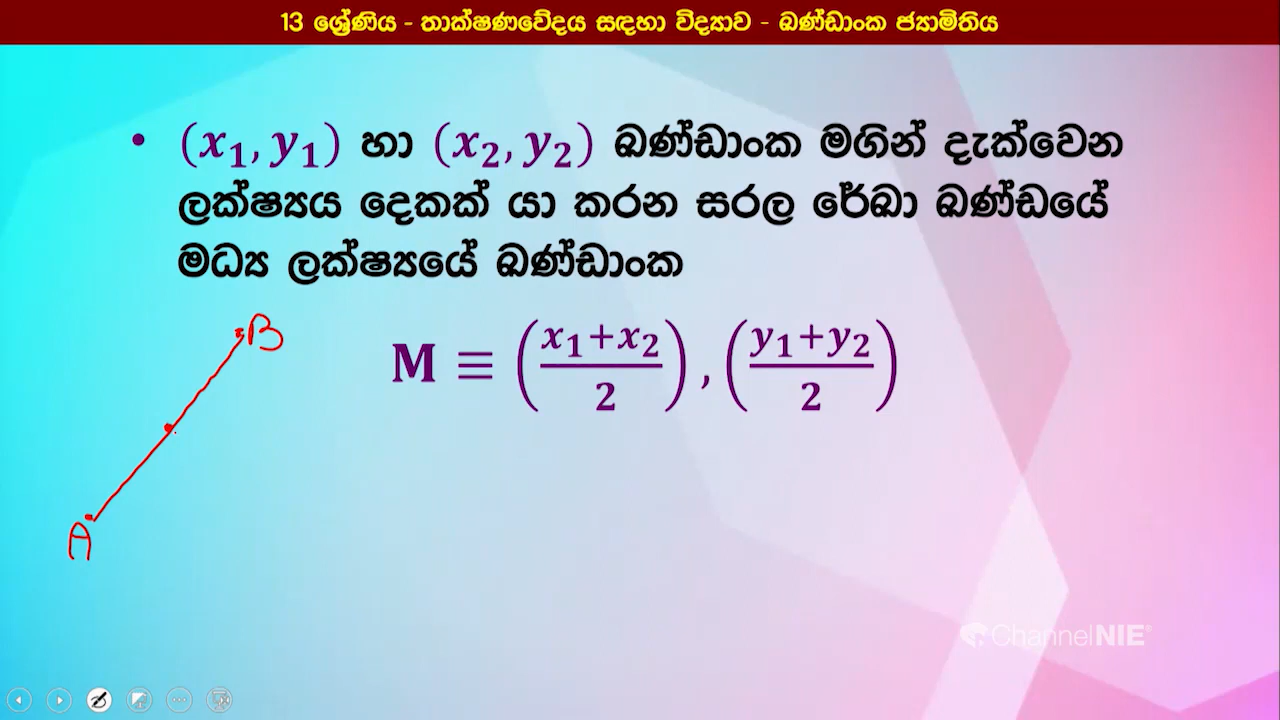 13 ශ්‍රේණිය - තාක්ෂණවේදය සඳහා විද්‍යාව - ඛණ්ඩාංක ජ්‍යාමිතිය
• (x₁, y₁) හා (x₂, y₂) ඛණ්ඩාංක මගින් දැක්වෙන
ලක්ෂ්‍යය දෙකක් යා කරන සරල රේඛා ඛණ්ඩයේ
මධ්‍ය ලක්ෂ්‍යයේ ඛණ්ඩාංක
B
M ≡ ((x₁+x₂)/2), ((y₁+y₂)/2)
A
ChannelNIE